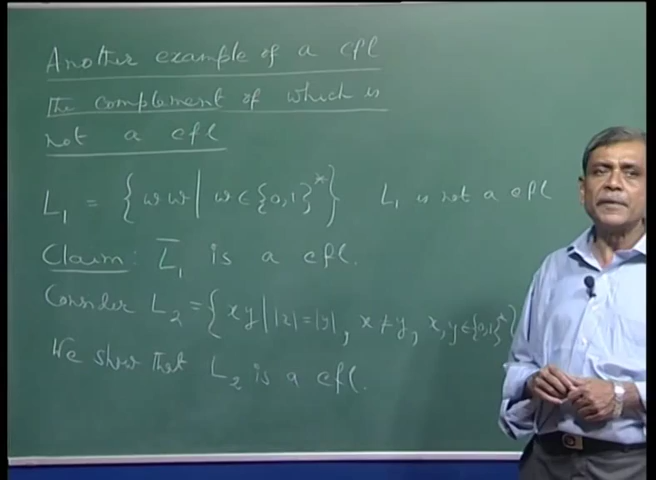 Another example of a cfl
The complement of which is
not a cfl
L₁ = { w w | w ∈ {0,1}* } L₁ is not a cfl
Claim: L̅₁ is a cfl.
Consider L₂ = { x y | |x| = |y|, x ≠ y, x, y ∈ {0,1}* }
We show that L₂ is a cfl.